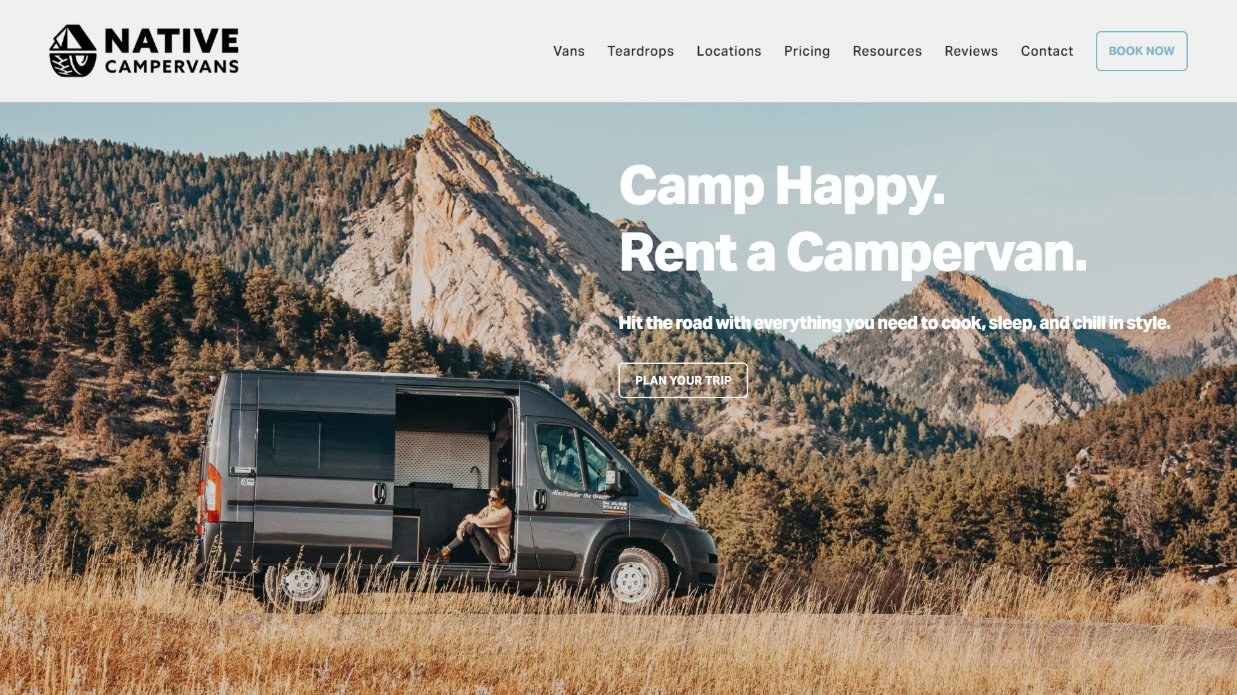 NATIVE
CAMPERVANS
Vans Teardrops Locations Pricing Resources Reviews Contact BOOK NOW
Camp Happy.
Rent a Campervan.
Hit the road with everything you need to cook, sleep, and chill in style.
PLAN YOUR TRIP